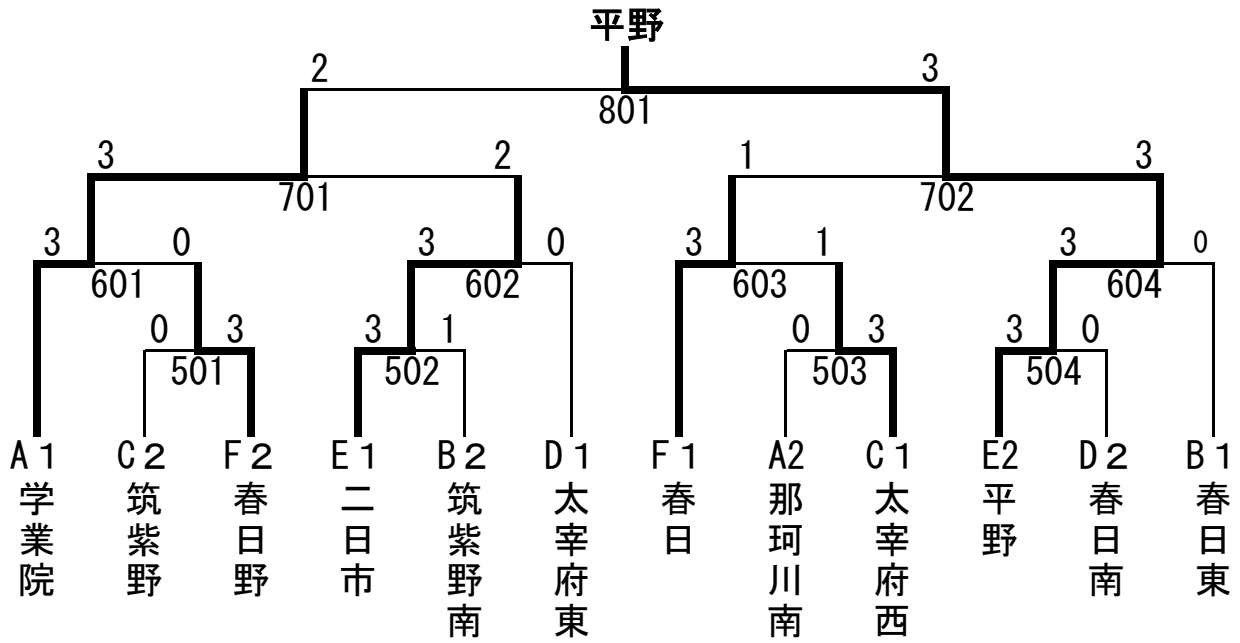 平野
2 3
801
3 2 1 3
701 702
3 0 3 0 3 1 3 0
601 602 603 604
0 3 3 1 0 3 3 0
501 502 503 504
A1 C2 F2 E1 B2 D1 F1 A2 C1 E2 D2 B1
学業院
筑紫野
春日野
二日市
筑紫野南
太宰府東
春日
那珂川南
太宰府西
平野
春日南
春日東